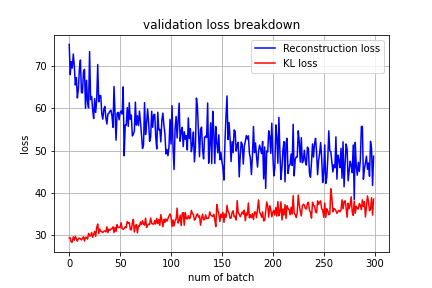 validation loss breakdown
Reconstruction loss
KL loss
70
60
50
40
30
loss
0
50
100
150
200
250
300
num of batch